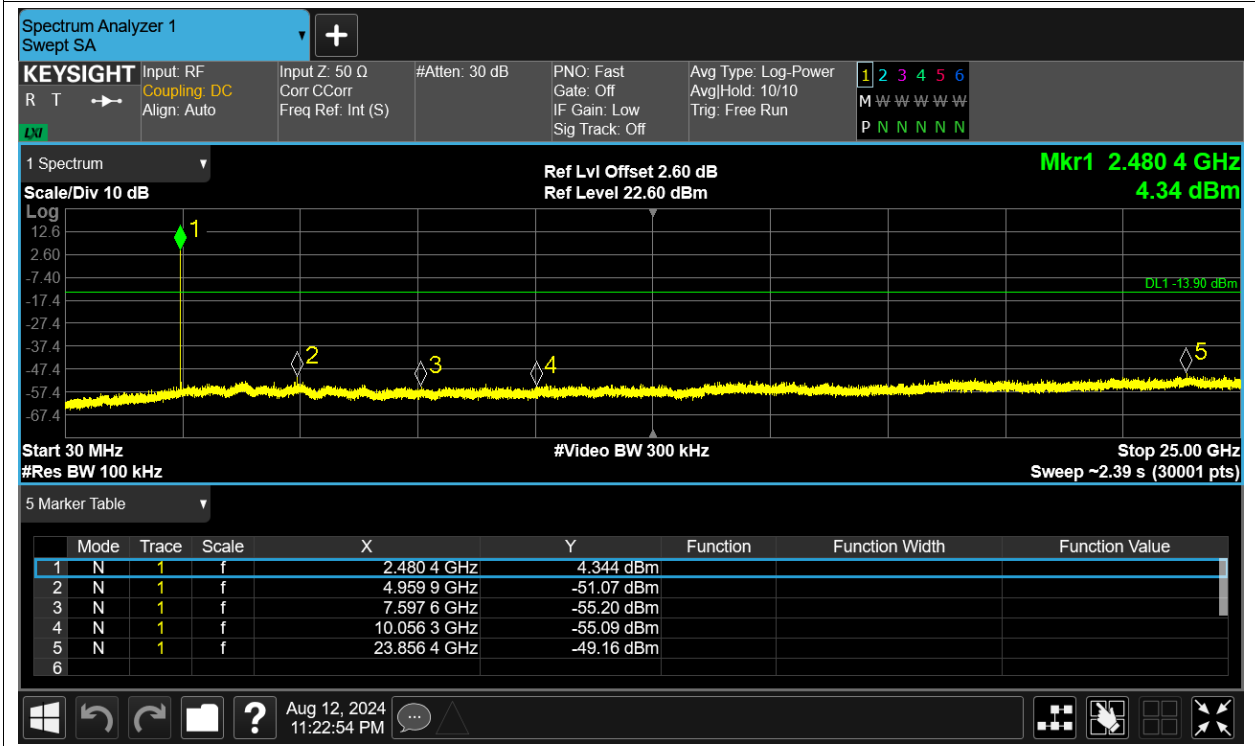 Spectrum Analyzer 1
Swept SA
KEYSIGHT Input: RF Input Z: 50 Ω #Atten: 30 dB PNO: Fast Avg Type: Log-Power 1 2 3 4 5 6
R T Coupling: DC Corr CCorr Gate: Off Avg|Hold: 10/10 M W W W W W
Align: Auto Freq Ref: Int (S) IF Gain: Low Trig: Free Run
LXI Sig Track: Off P N N N N N
1 Spectrum Ref Lvl Offset 2.60 dB Mkr1 2.480 4 GHz
Scale/Div 10 dB Ref Level 22.60 dBm 4.34 dBm
Log
1
12.6
2.60
-7.40
DL1 -13.90 dBm
-17.4
-27.4
-37.4
2 3 4 5
-47.4
-57.4
-67.4
Start 30 MHz #Video BW 300 kHz Stop 25.00 GHz
#Res BW 100 kHz Sweep ~2.39 s (30001 pts)
5 Marker Table
Mode Trace Scale X Y Function Function Width Function Value
1 N 1 f 2.480 4 GHz 4.344 dBm
2 N 1 f 4.959 9 GHz -51.07 dBm
3 N 1 f 7.597 6 GHz -55.20 dBm
4 N 1 f 10.056 3 GHz -55.09 dBm
5 N 1 f 23.856 4 GHz -49.16 dBm
6
? Aug 12, 2024
11:22:54 PM